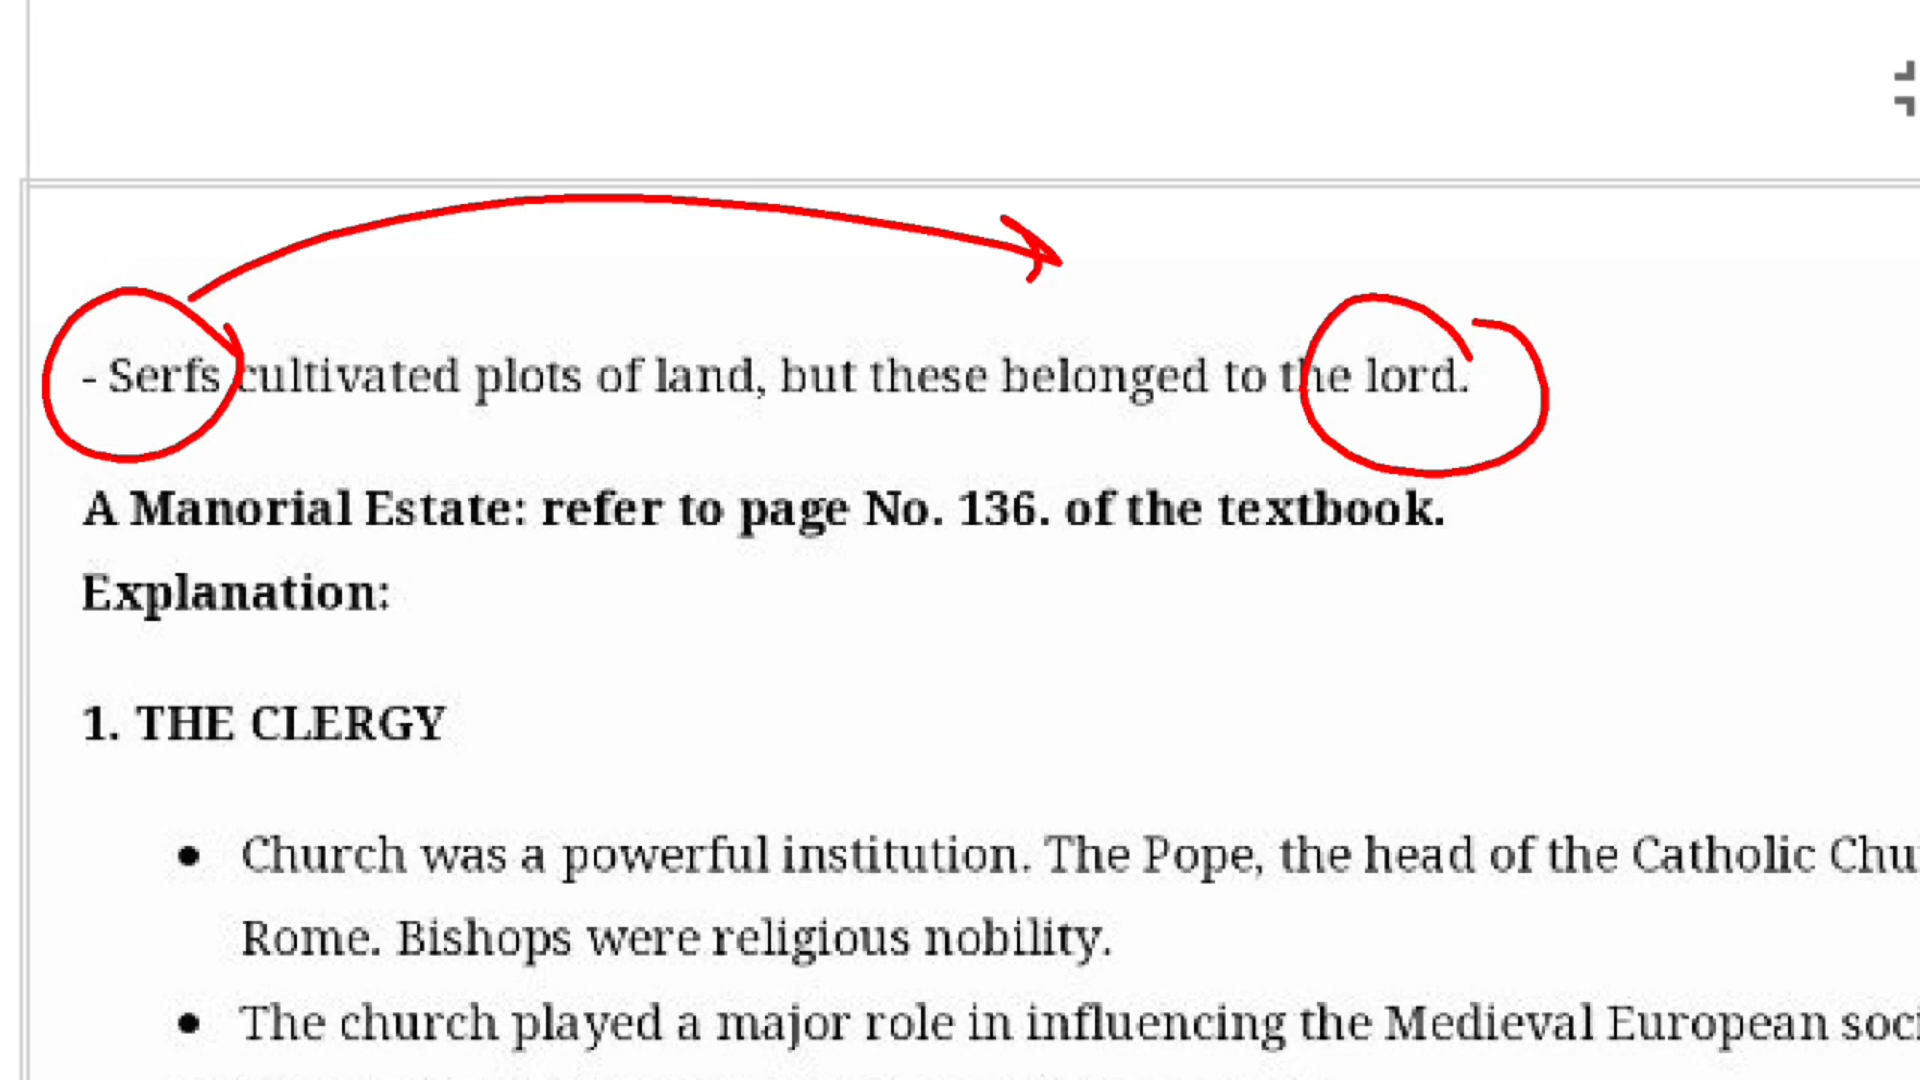 - Serfs cultivated plots of land, but these belonged to the lord.
A Manorial Estate: refer to page No. 136. of the textbook.
Explanation:
1. THE CLERGY
● Church was a powerful institution. The Pope, the head of the Catholic
Rome. Bishops were religious nobility.
● The church played a major role in influencing the Medieval European